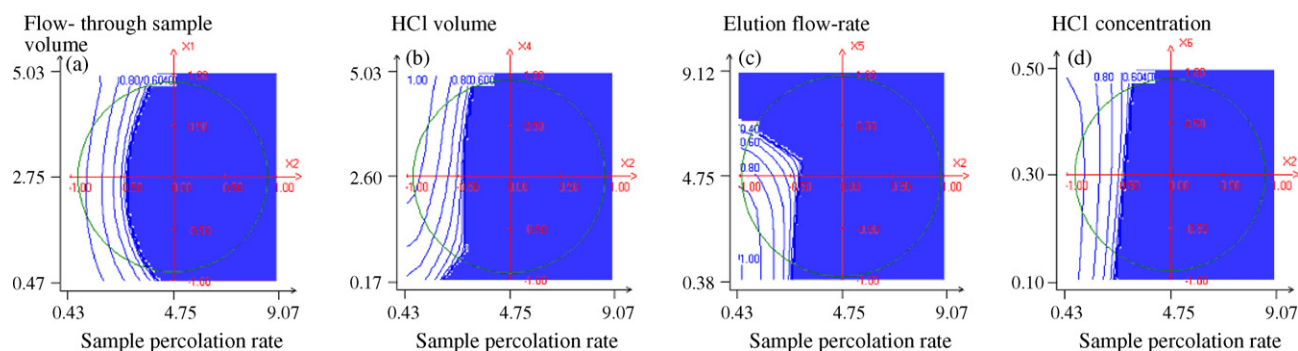 Flow- through sample
volume
(a)
X1
5.03
0.80 0.60 40 1.00
0.50
X2
2.75
-1.00 -0.50 0.00 0.50 1.00
-0.50
-1.00
0.47
0.43 4.75 9.07
Sample percolation rate
HCl volume
(b)
X4
5.03
1.00 0.80 0.60 1.00
0.50
X2
2.60
-1.00 -0.50 0.00 0.50 1.00
-0.50
-1.00
0.17
0.43 4.75 9.07
Sample percolation rate
Elution flow-rate
(c)
X5
9.12
1.00
0.40
0.50
0.60
0.80
X2
4.75
-1.00 -0.50 0.00 0.50 1.00
-0.50
1.00
-1.00
0.38
0.43 4.75 9.07
Sample percolation rate
HCl concentration
(d)
X6
0.50
0.80 0.60 40 1.00
0.50
X2
0.30
-1.00 -0.50 0.00 0.50 1.00
-0.50
-1.00
0.10
0.43 4.75 9.07
Sample percolation rate